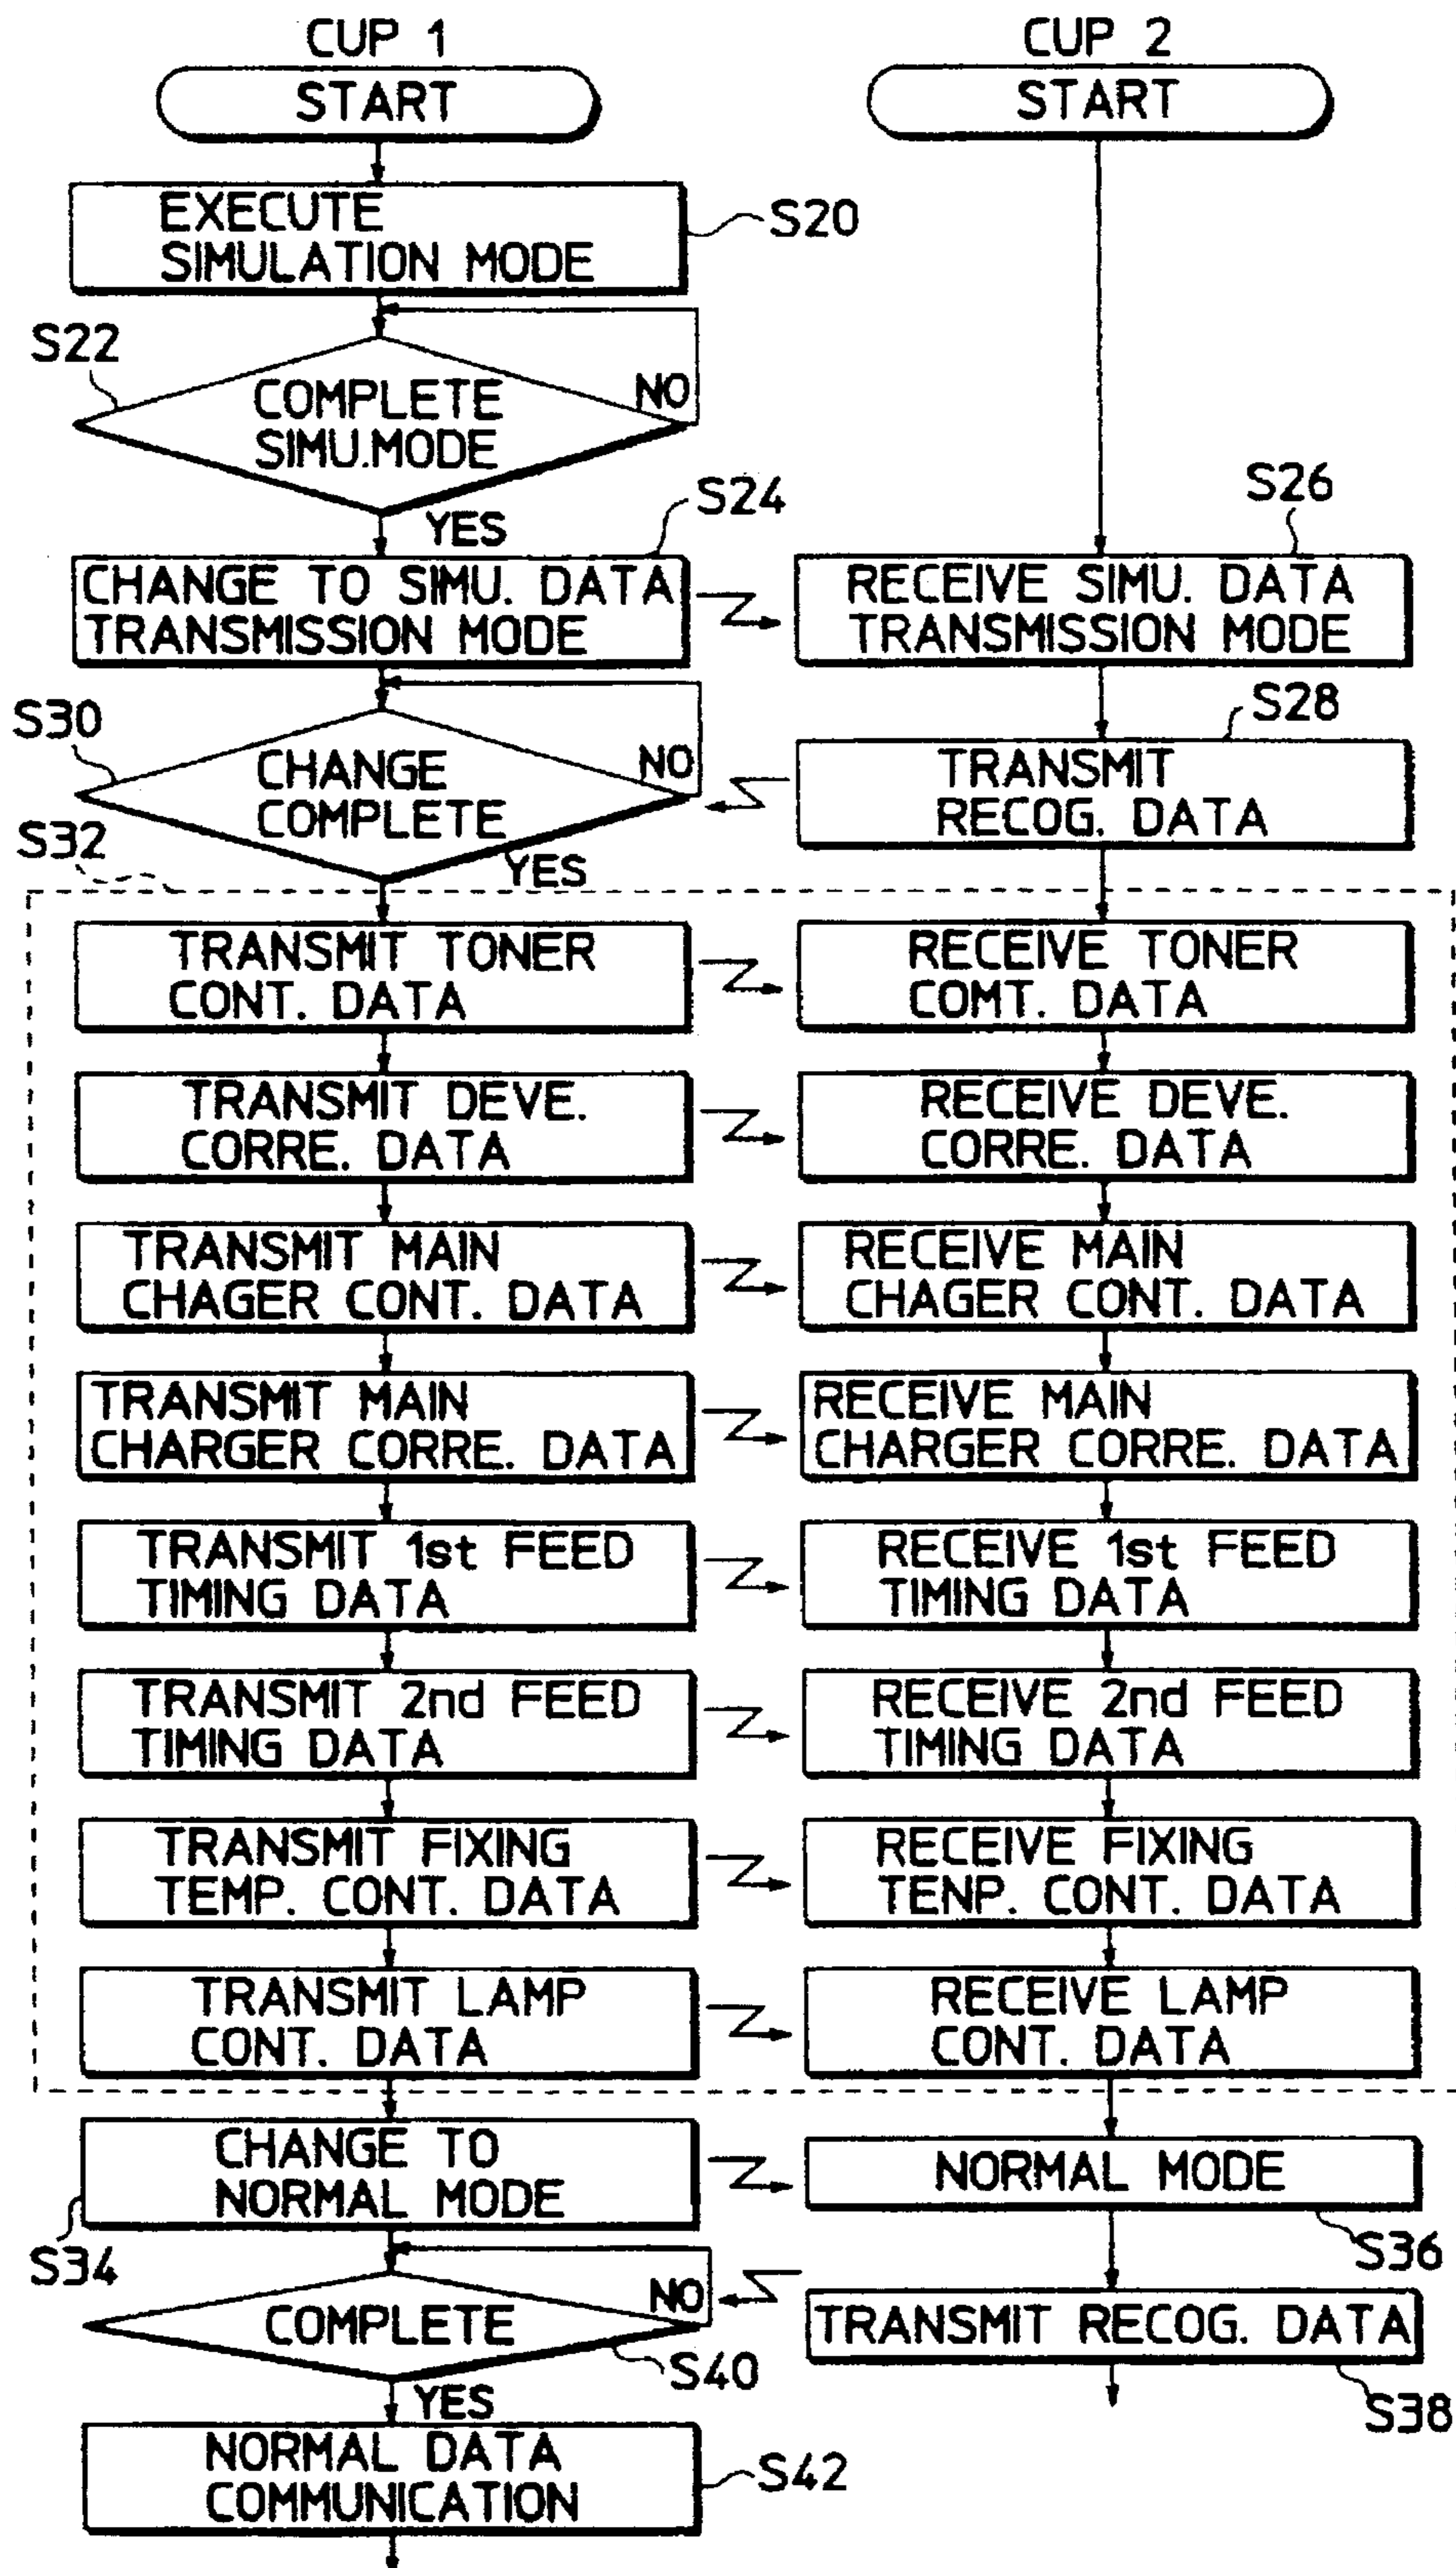 CUP 1
START
EXECUTE
SIMULATION MODE
S20
S22
COMPLETE
SIMU.MODE
NO
YES
S24
CHANGE TO SIMU. DATA
TRANSMISSION MODE
S30
CHANGE
COMPLETE
NO
S32
YES
TRANSMIT TONER
CONT. DATA
TRANSMIT DEVE.
CORRE. DATA
TRANSMIT MAIN
CHAGER CONT. DATA
TRANSMIT MAIN
CHARGER CORRE. DATA
TRANSMIT 1st FEED
TIMING DATA
TRANSMIT 2nd FEED
TIMING DATA
TRANSMIT FIXING
TEMP. CONT. DATA
TRANSMIT LAMP
CONT. DATA
CHANGE TO
NORMAL MODE
S34
COMPLETE
NO
S40
YES
NORMAL DATA
COMMUNICATION
S42
CUP 2
START
S26
RECEIVE SIMU. DATA
TRANSMISSION MODE
S28
TRANSMIT
RECOG. DATA
RECEIVE TONER
COMT. DATA
RECEIVE DEVE.
CORRE. DATA
RECEIVE MAIN
CHAGER CONT. DATA
RECEIVE MAIN
CHARGER CORRE. DATA
RECEIVE 1st FEED
TIMING DATA
RECEIVE 2nd FEED
TIMING DATA
RECEIVE FIXING
TENP. CONT. DATA
RECEIVE LAMP
CONT. DATA
NORMAL MODE
S36
TRANSMIT RECOG. DATA
S38